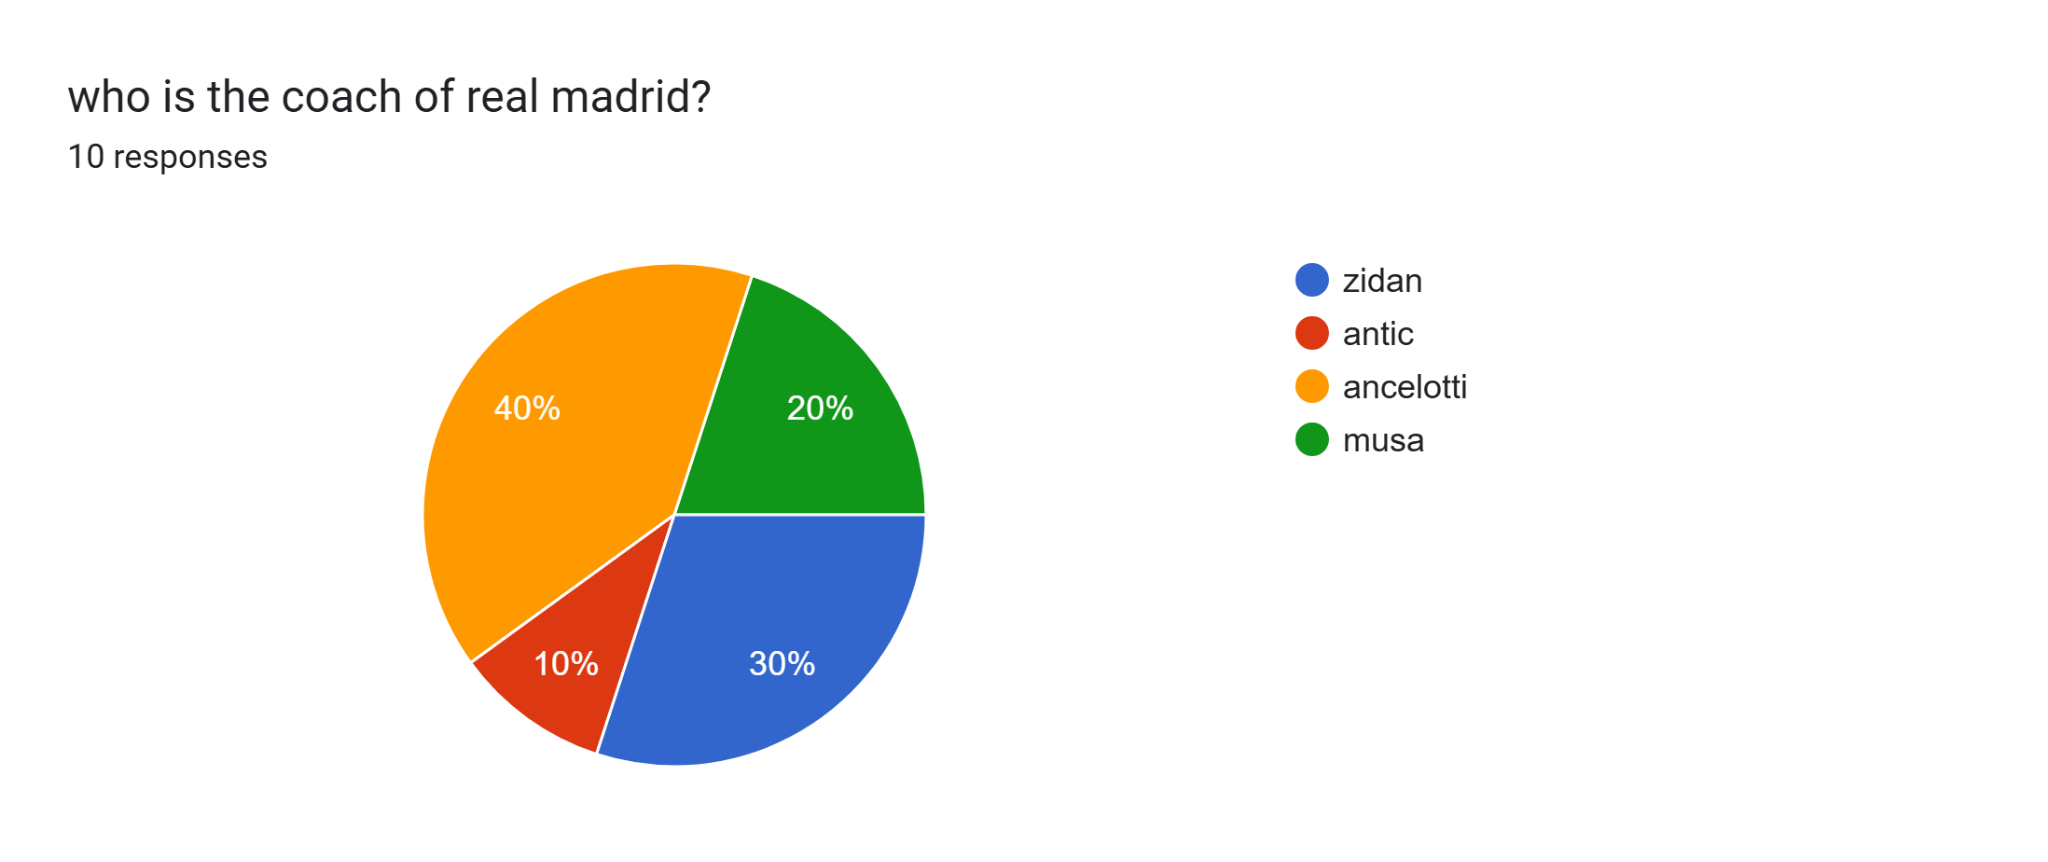 who is the coach of real madrid?
10 responses
40%
20%
10%
30%
zidan
antic
ancelotti
musa